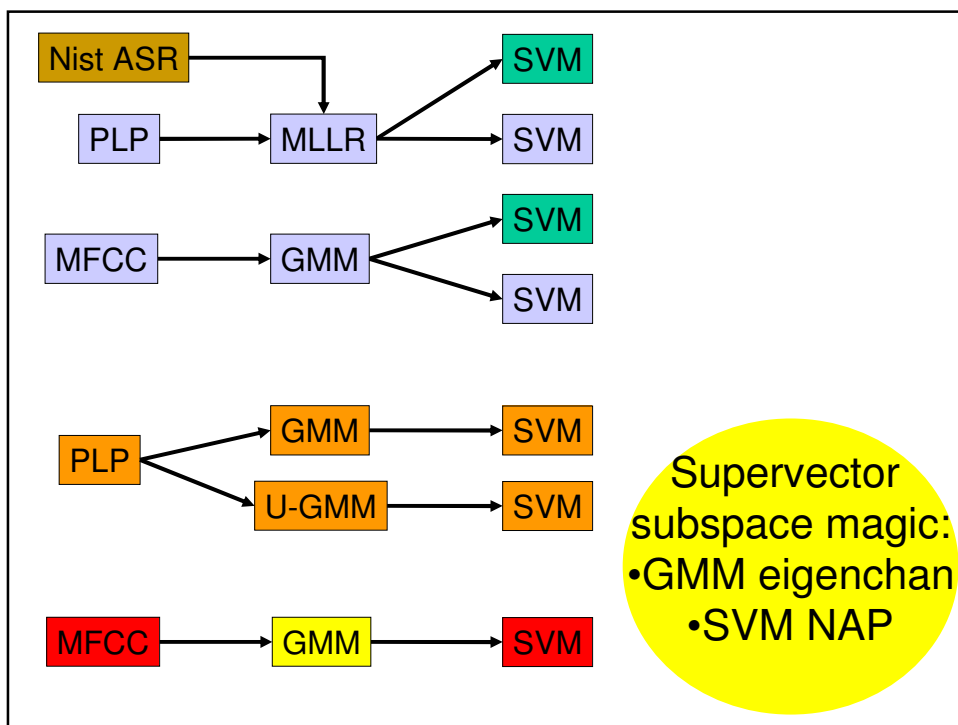 Nist ASR
SVM
PLP
MLLR
SVM
SVM
MFCC
GMM
SVM
GMM
SVM
PLP
U-GMM
SVM
MFCC
GMM
SVM
Supervector
subspace magic:
•GMM eigenchan
•SVM NAP